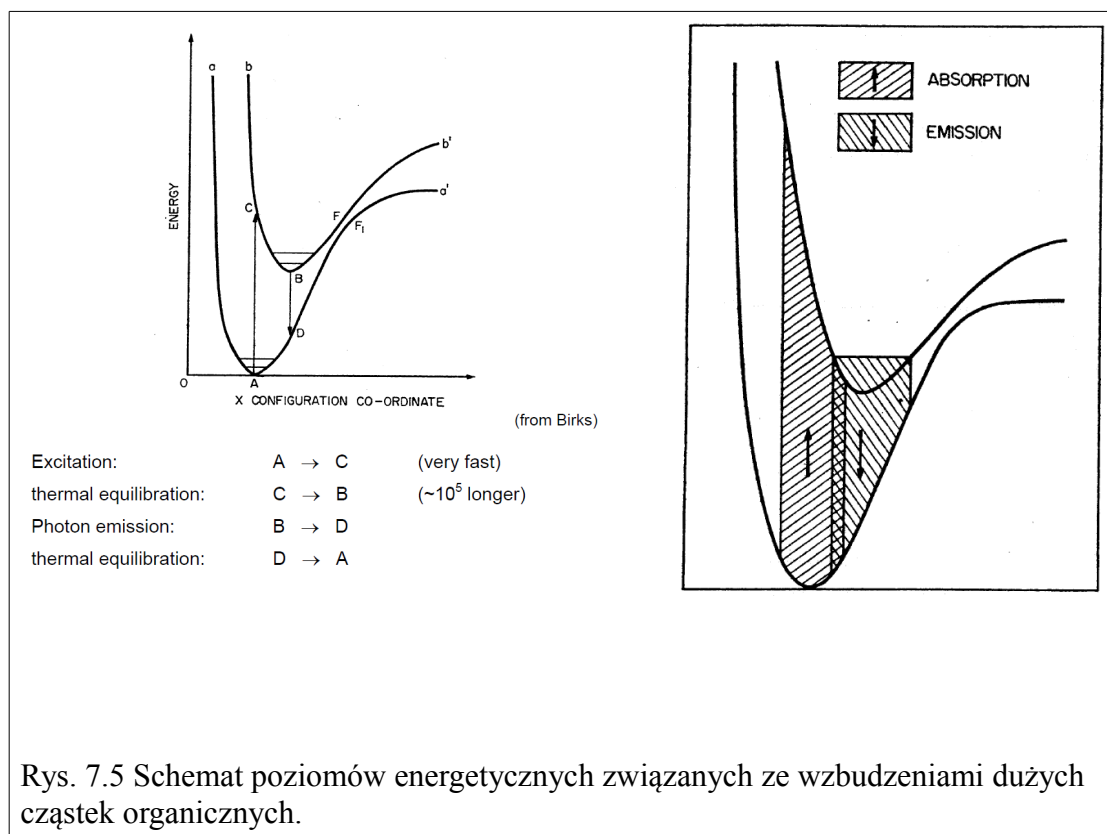 a
b
b'
a'
C
F
F₁
B
D
ENERGY
O
A
X CONFIGURATION CO-ORDINATE
(from Birks)
Excitation: A → C (very fast)
thermal equilibration: C → B (~10⁵ longer)
Photon emission: B → D
thermal equilibration: D → A
ABSORPTION
EMISSION
Rys. 7.5 Schemat poziomów energetycznych związanych ze wzbudzeniami dużych
cząstek organicznych.